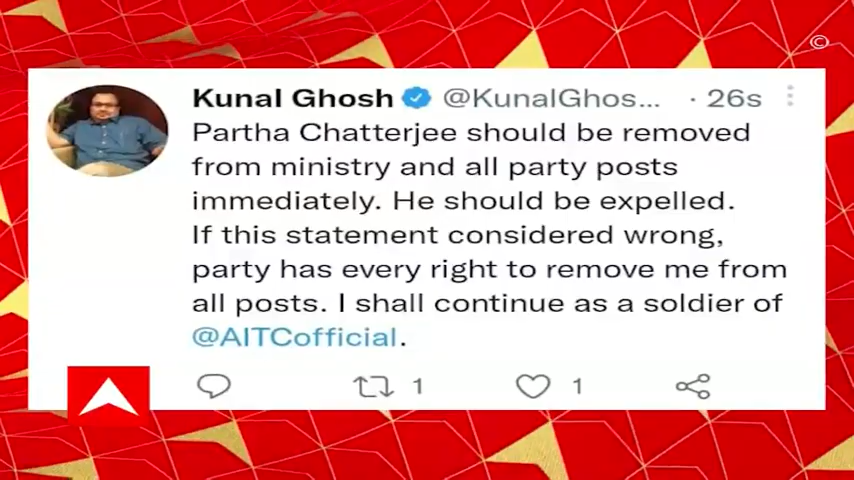 ©
Kunal Ghosh @KunalGhos... · 26s
Partha Chatterjee should be removed
from ministry and all party posts
immediately. He should be expelled.
If this statement considered wrong,
party has every right to remove me from
all posts. I shall continue as a soldier of
@AITCofficial.
1 1